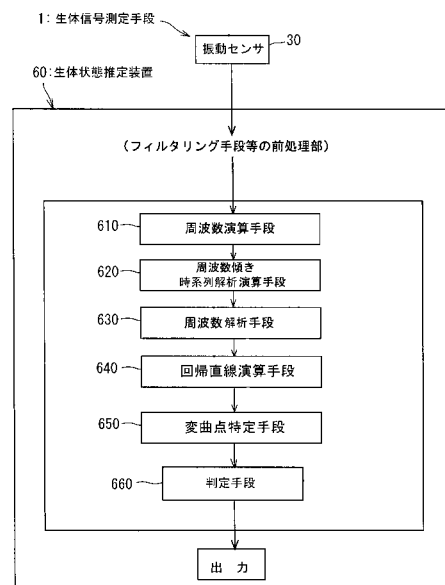 1：生体信号測定手段
振動センサ
30
60：生体状態推定装置
（フィルタリング手段等の前処理部）
610
周波数演算手段
620
周波数傾き
時系列解析演算手段
630
周波数解析手段
640
回帰直線演算手段
650
変曲点特定手段
660
判定手段
出　力